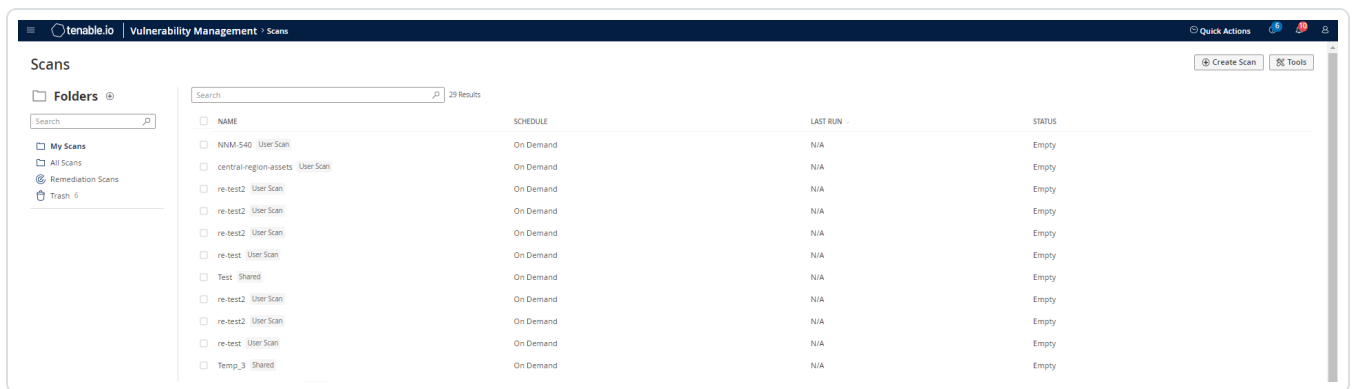 tenable.io Vulnerability Management > Scans Quick Actions 6 10
Scans Create Scan Tools
Folders
Search
My Scans
All Scans
Remediation Scans
Trash 6
Search 29 Results
NAME SCHEDULE LAST RUN STATUS
NNM-540 User Scan On Demand N/A Empty
central-region-assets User Scan On Demand N/A Empty
re-test2 User Scan On Demand N/A Empty
re-test2 User Scan On Demand N/A Empty
re-test2 User Scan On Demand N/A Empty
re-test User Scan On Demand N/A Empty
Test Shared On Demand N/A Empty
re-test2 User Scan On Demand N/A Empty
re-test2 User Scan On Demand N/A Empty
re-test User Scan On Demand N/A Empty
Temp_3 Shared On Demand N/A Empty